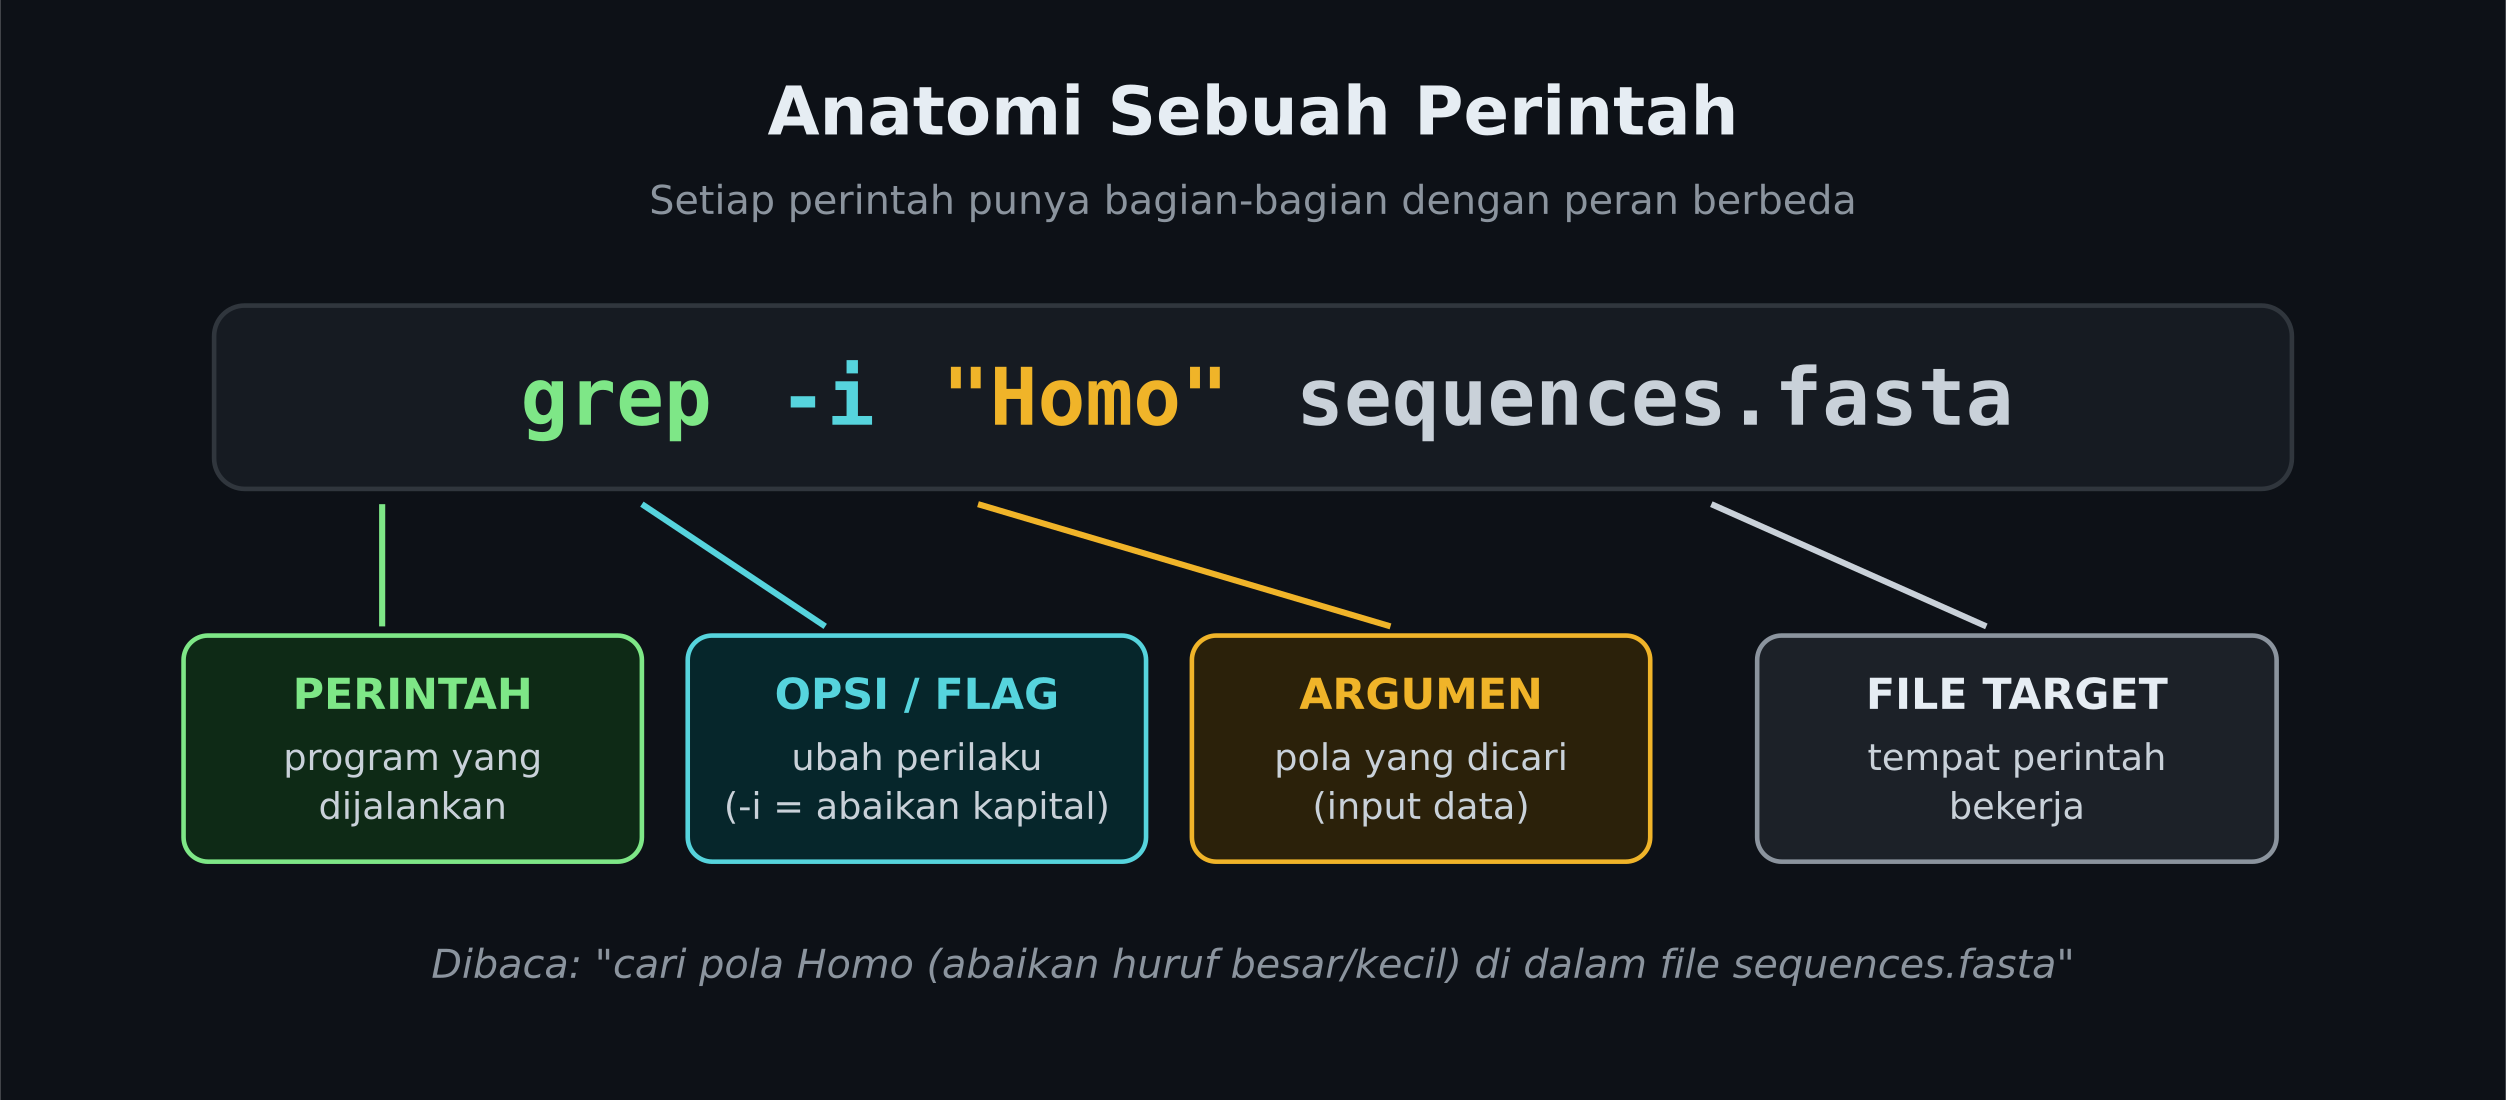 Anatomi Sebuah Perintah
Setiap perintah punya bagian-bagian dengan peran berbeda
grep -i "Homo" sequences.fasta
PERINTAH
program yang
dijalankan
OPSI / FLAG
ubah perilaku
(-i = abaikan kapital)
ARGUMEN
pola yang dicari
(input data)
FILE TARGET
tempat perintah
bekerja
Dibaca: "cari pola Homo (abaikan huruf besar/kecil) di dalam file sequences.fasta"